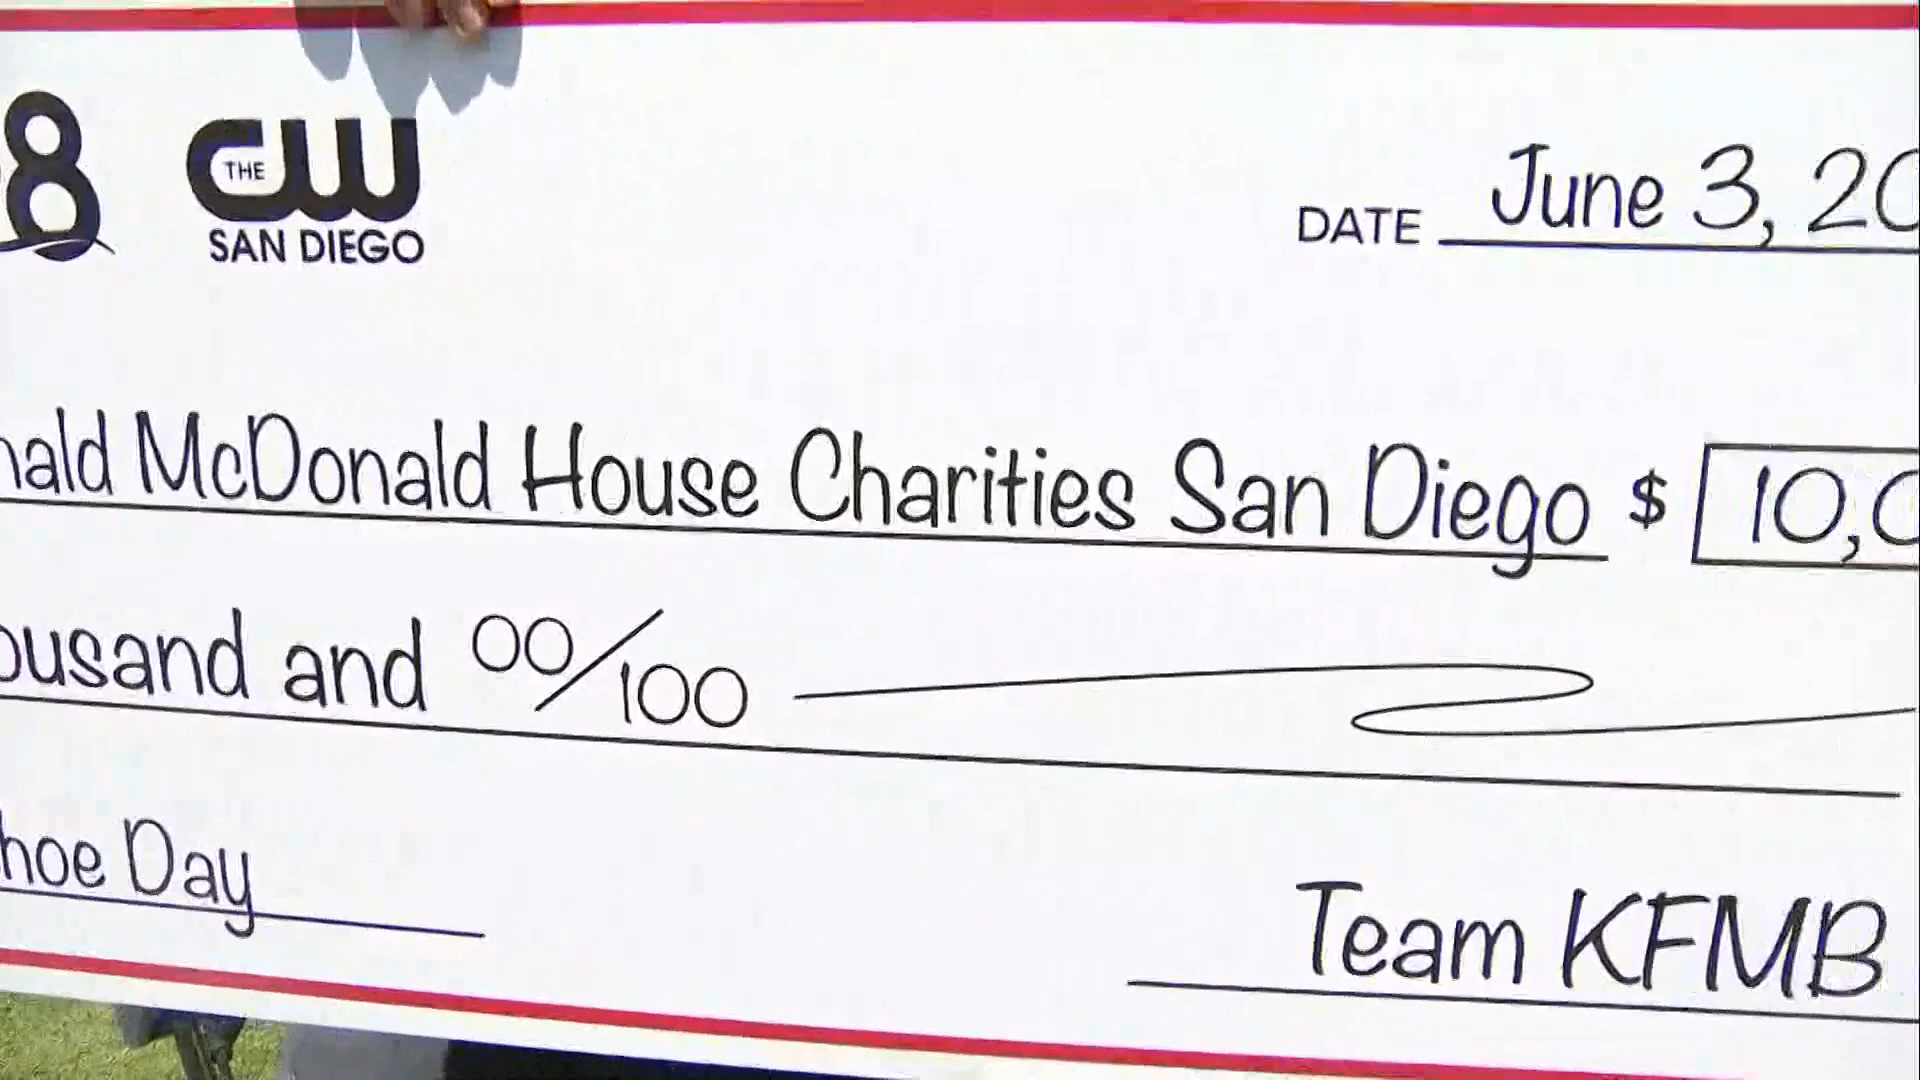 8 THE CW
SAN DIEGO
DATE June 3, 20
nald McDonald House Charities San Diego $ 10,0
ousand and 00/100
hoe Day
Team KFMB